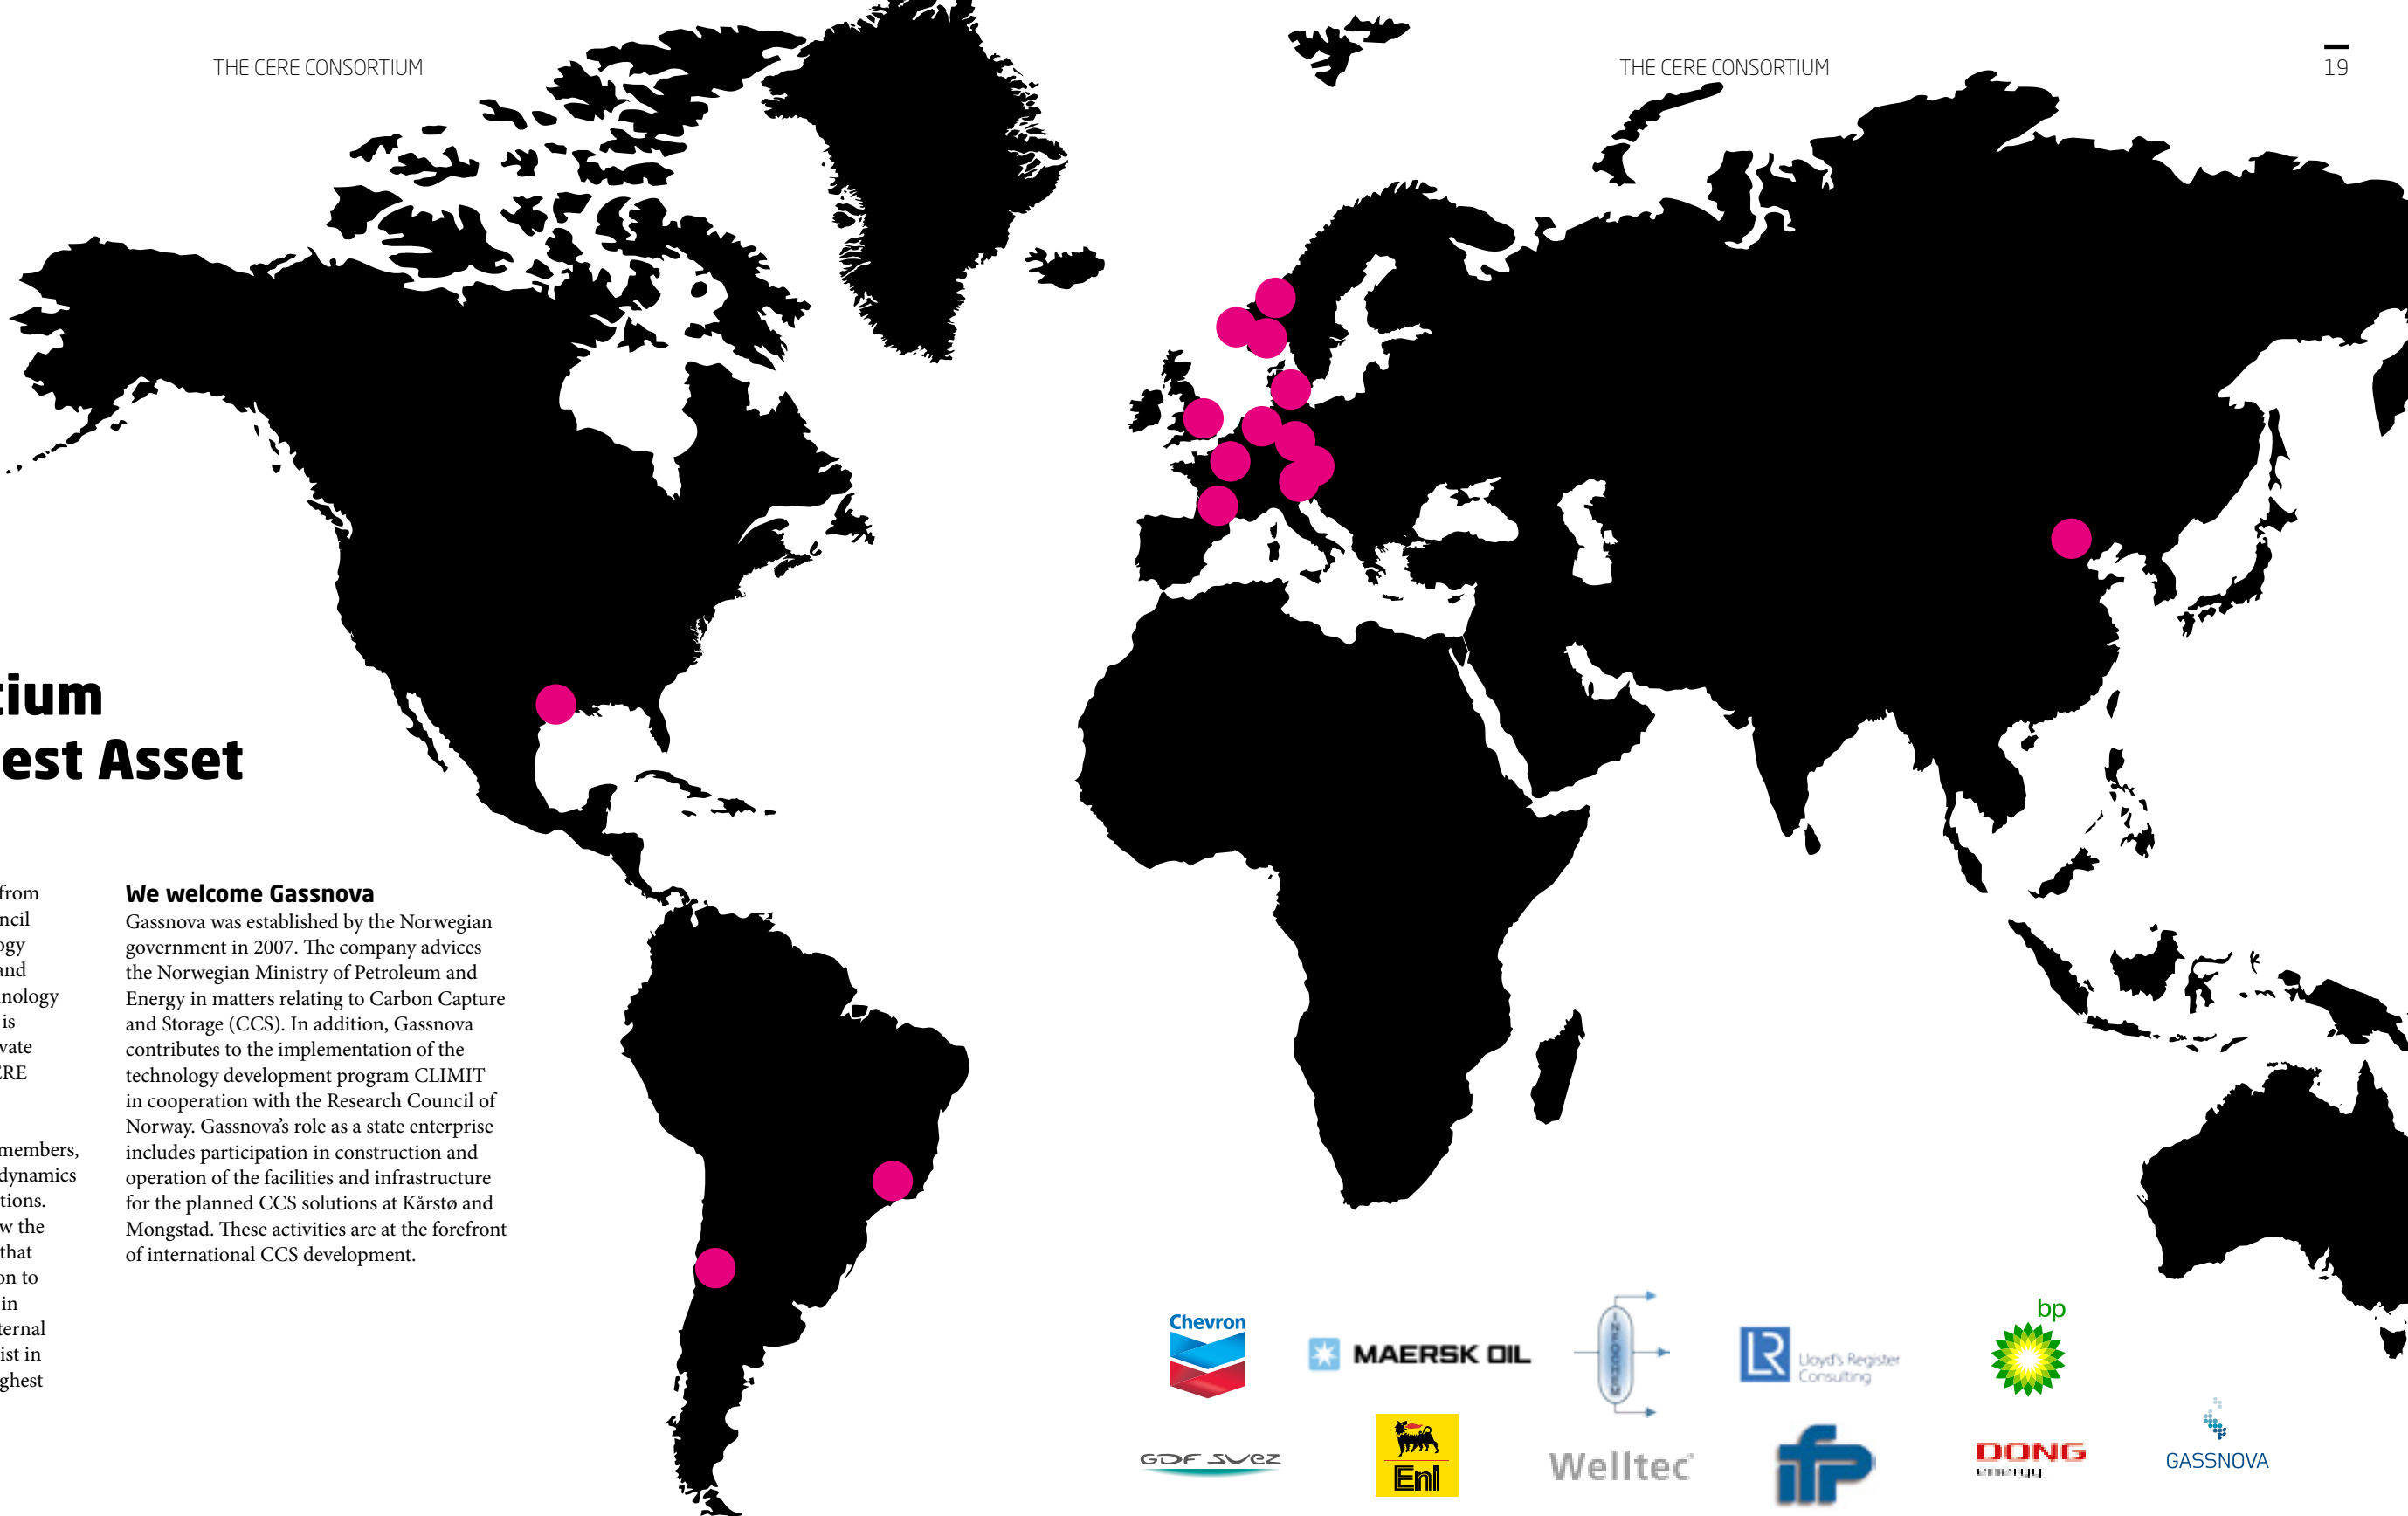 THE CERE CONSORTIUM
THE CERE CONSORTIUM
19
tium
est Asset
from
ncil
ogy
and
nology
is
vate
ERE
members,
dynamics
tions.
w the
that
on to
in
ternal
ist in
ghest
We welcome Gassnova
Gassnova was established by the Norwegian
government in 2007. The company advices
the Norwegian Ministry of Petroleum and
Energy in matters relating to Carbon Capture
and Storage (CCS). In addition, Gassnova
contributes to the implementation of the
technology development program CLIMIT
in cooperation with the Research Council of
Norway. Gassnova’s role as a state enterprise
includes participation in construction and
operation of the facilities and infrastructure
for the planned CCS solutions at Kårstø and
Mongstad. These activities are at the forefront
of international CCS development.
Chevron
MAERSK OIL
LR
Lloyd's Register
Consulting
bp
GDF SUEZ
EnI
Welltec
ifp
DONG
energy
GASSNOVA